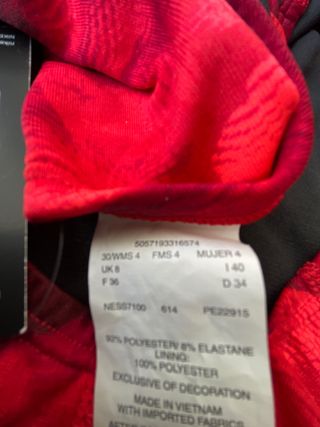 5057193316574
30/WMS 4 FMS 4 MUJER 4
UK 8 I 40
F 36 D 34
NESS7100 614 PE22915
92% POLYESTER/ 8% ELASTANE
LINING:
100% POLYESTER
EXCLUSIVE OF DECORATION
MADE IN VIETNAM
WITH IMPORTED FABRICS